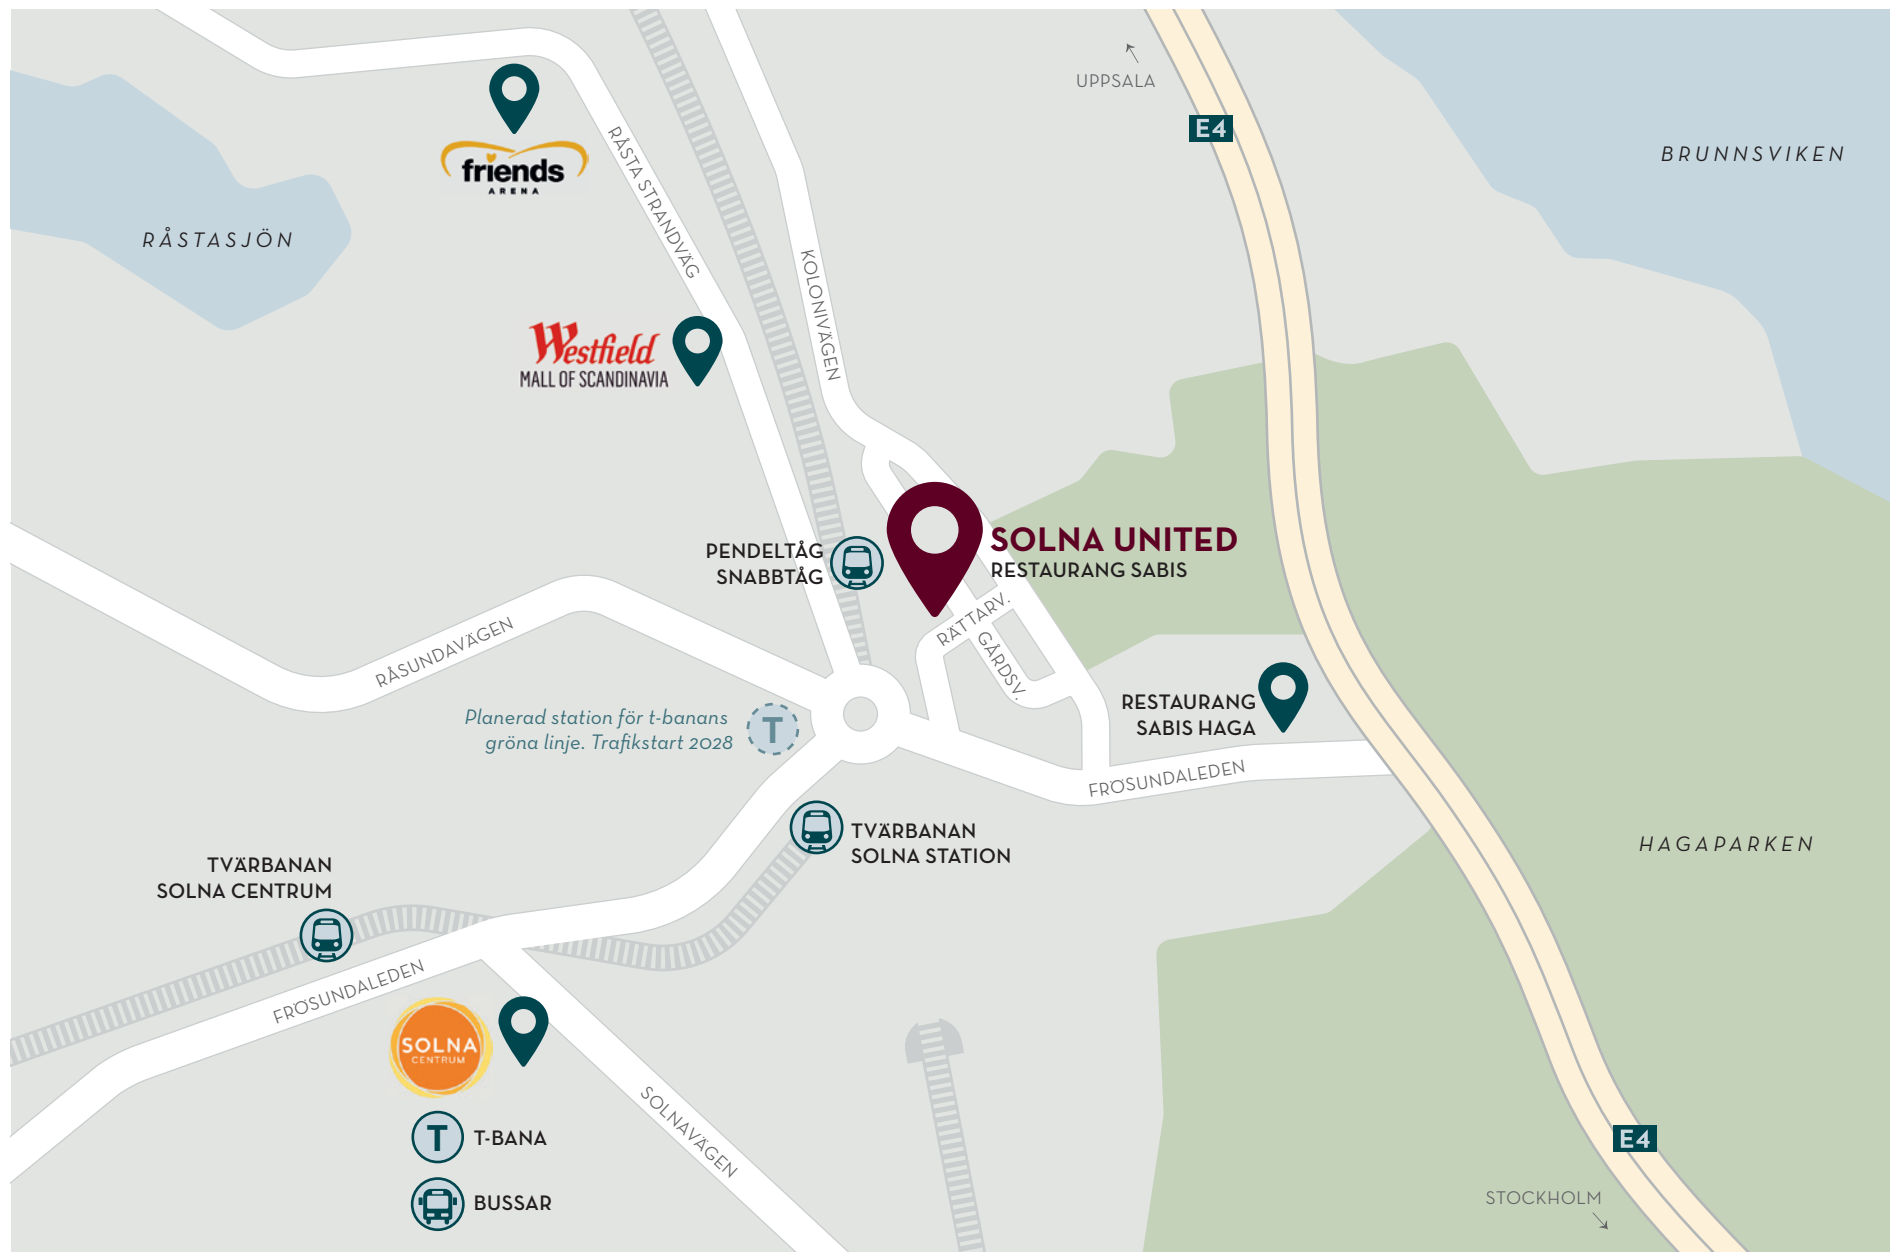 UPPSALA
E4
BRUNNSVIKEN
friends
ARENA
RÅSTA STRANDVÄG
RÅSTASJÖN
KOLONIVÄGEN
Westfield
MALL OF SCANDINAVIA
PENDELTÅG
SNABBTÅG
SOLNA UNITED
RESTAURANG SABIS
RÄTTARV.
GÅRDSV.
RÅSUNDAVÄGEN
RESTAURANG
SABIS HAGA
Planerad station för t-banans
gröna linje. Trafikstart 2028
T
FRÖSUNDALEDEN
TVÄRBANAN
SOLNA STATION
HAGAPARKEN
TVÄRBANAN
SOLNA CENTRUM
FRÖSUNDALEDEN
SOLNA
CENTRUM
SOLNAVÄGEN
T
T-BANA
E4
BUSSAR
STOCKHOLM